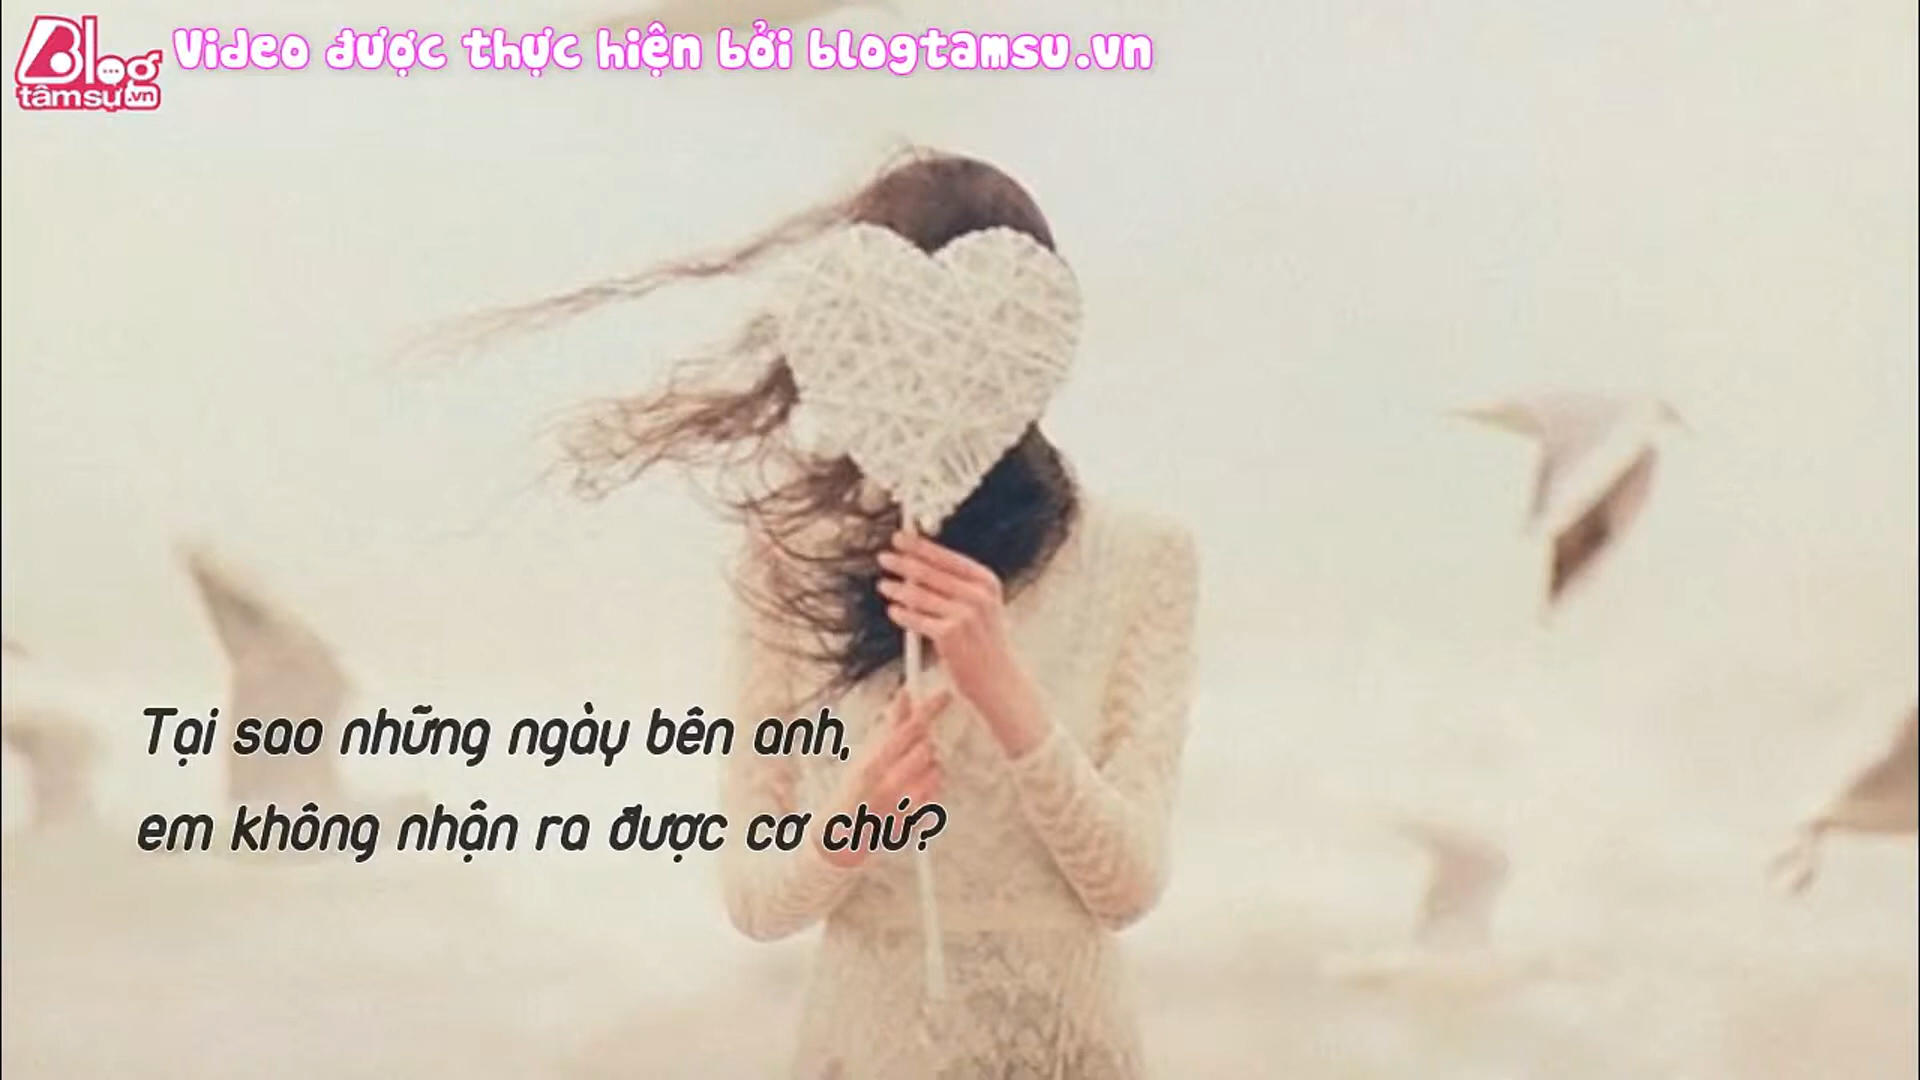 Blog
tâmsự.vn
Video được thực hiện bởi blogtamsu.vn
Tại sao những ngày bên anh,
em không nhận ra được cơ chứ?